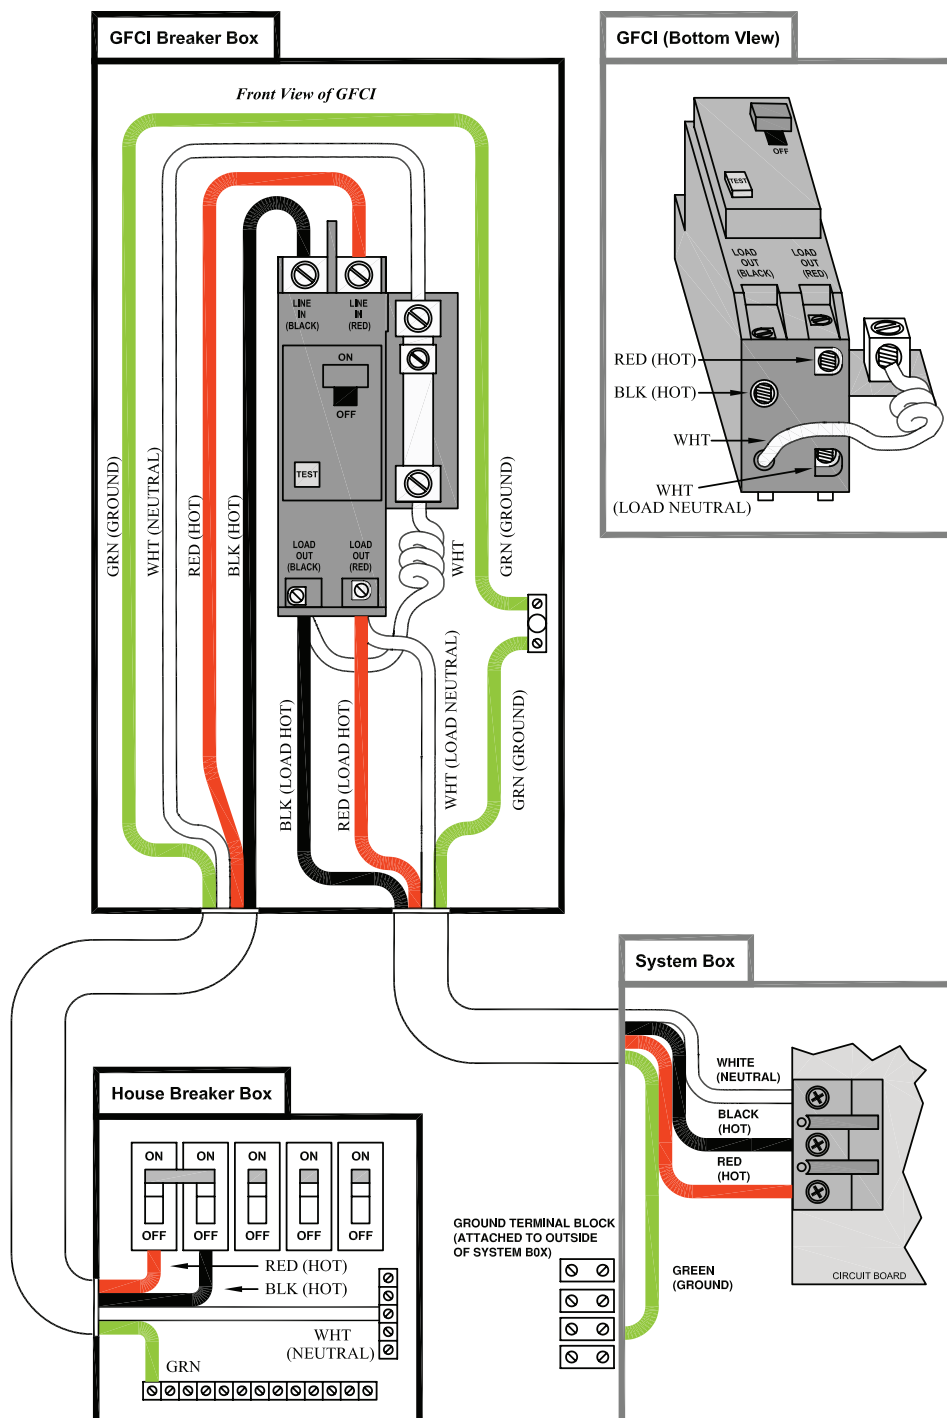 GFCI Breaker Box
Front View of GFCI
LINE
IN
(BLACK)
LINE
IN
(RED)
ON
OFF
TEST
LOAD
OUT
(BLACK)
LOAD
OUT
(RED)
GRN (GROUND)
WHT (NEUTRAL)
RED (HOT)
BLK (HOT)
WHT
GRN (GROUND)
BLK (LOAD HOT)
RED (LOAD HOT)
WHT (LOAD NEUTRAL)
GRN (GROUND)
GFCI (Bottom VIew)
OFF
TEST
LOAD
OUT
(BLACK)
LOAD
OUT
(RED)
RED (HOT)
BLK (HOT)
WHT
WHT
(LOAD NEUTRAL)
System Box
WHITE
(NEUTRAL)
BLACK
(HOT)
RED
(HOT)
GREEN
(GROUND)
CIRCUIT BOARD
GROUND TERMINAL BLOCK
(ATTACHED TO OUTSIDE
OF SYSTEM B0X)
House Breaker Box
ON
ON
ON
ON
ON
OFF
OFF
OFF
OFF
OFF
RED (HOT)
BLK (HOT)
WHT
(NEUTRAL)
GRN